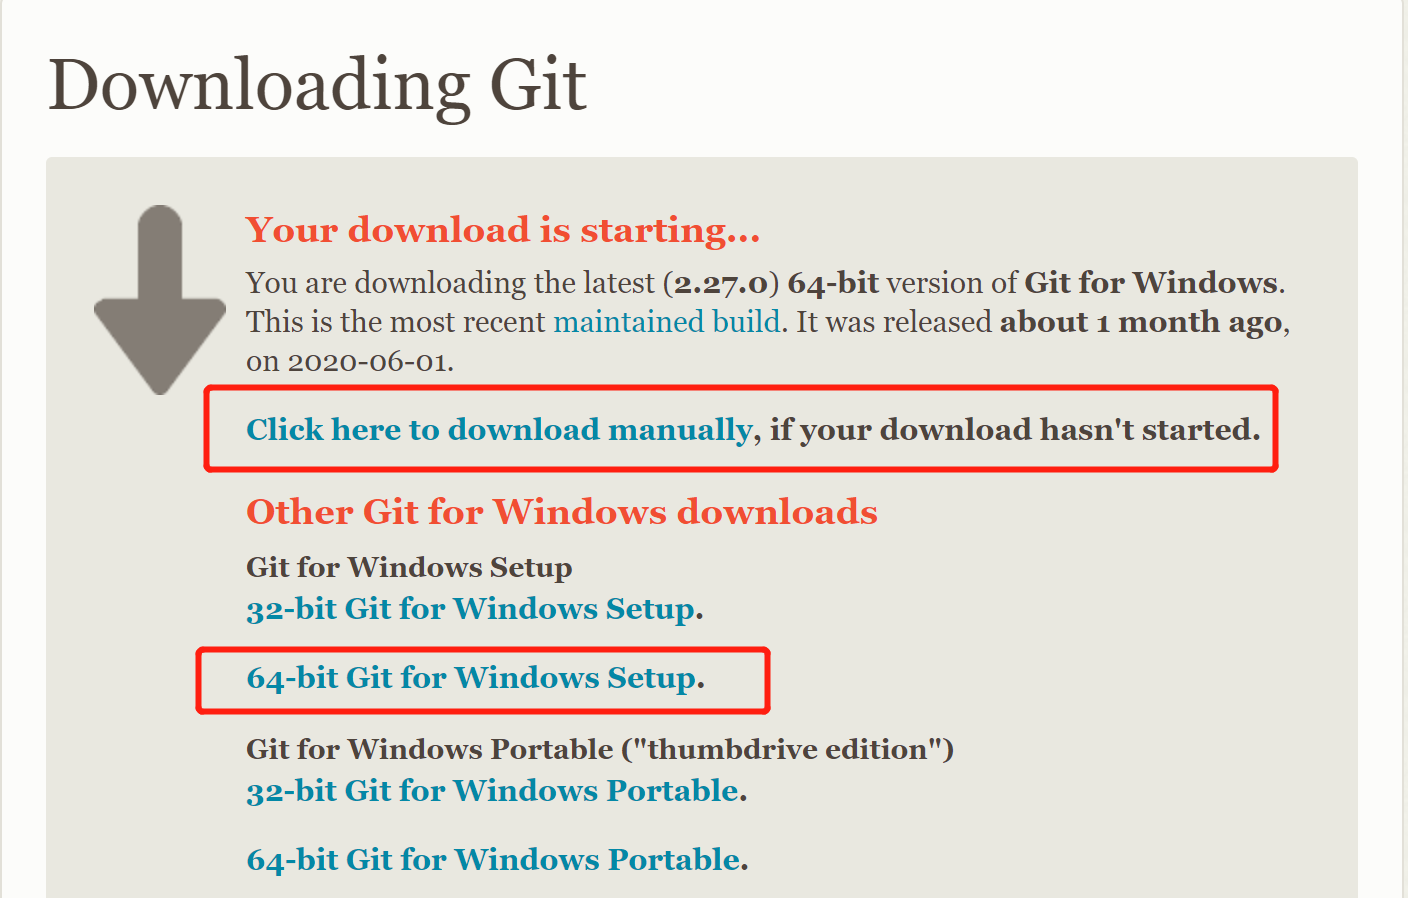 Downloading Git
Your download is starting...
You are downloading the latest (2.27.0) 64-bit version of Git for Windows.
This is the most recent maintained build. It was released about 1 month ago,
on 2020-06-01.
Click here to download manually, if your download hasn't started.
Other Git for Windows downloads
Git for Windows Setup
32-bit Git for Windows Setup.
64-bit Git for Windows Setup.
Git for Windows Portable ("thumbdrive edition")
32-bit Git for Windows Portable.
64-bit Git for Windows Portable.